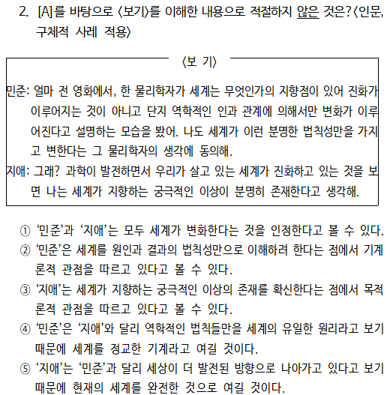 2. [A]를 바탕으로 <보기>를 이해한 내용으로 적절하지 않은 것은?<인문,
구체적 사례 적용>
<보 기>
민준: 얼마 전 영화에서, 한 물리학자가 세계는 무엇인가의 지향점이 있어 진화가
이루어지는 것이 아니고 단지 역학적인 인과 관계에 의해서만 변화가 이루
어진다고 설명하는 모습을 봤어. 나도 세계가 이런 분명한 법칙성만을 가지
고 변한다는 그 물리학자의 생각에 동의해.
지애: 그래? 과학이 발전하면서 우리가 살고 있는 세계가 진화하고 있는 것을 보
면 나는 세계가 지향하는 궁극적인 이상이 분명히 존재한다고 생각해.
① ‘민준’과 ‘지애’는 모두 세계가 변화한다는 것을 인정한다고 볼 수 있다.
② ‘민준’은 세계를 원인과 결과의 법칙성만으로 이해하려 한다는 점에서 기계
론적 관점을 따르고 있다고 볼 수 있다.
③ ‘지애’는 세계가 지향하는 궁극적인 이상의 존재를 확신한다는 점에서 목적
론적 관점을 따르고 있다고 볼 수 있다.
④ ‘민준’은 ‘지애’와 달리 역학적인 법칙들만을 세계의 유일한 원리라고 보기
때문에 세계를 정교한 기계라고 여길 것이다.
⑤ ‘지애’는 ‘민준’과 달리 세상이 더 발전된 방향으로 나아가고 있다고 보기
때문에 현재의 세계를 완전한 것으로 여길 것이다.